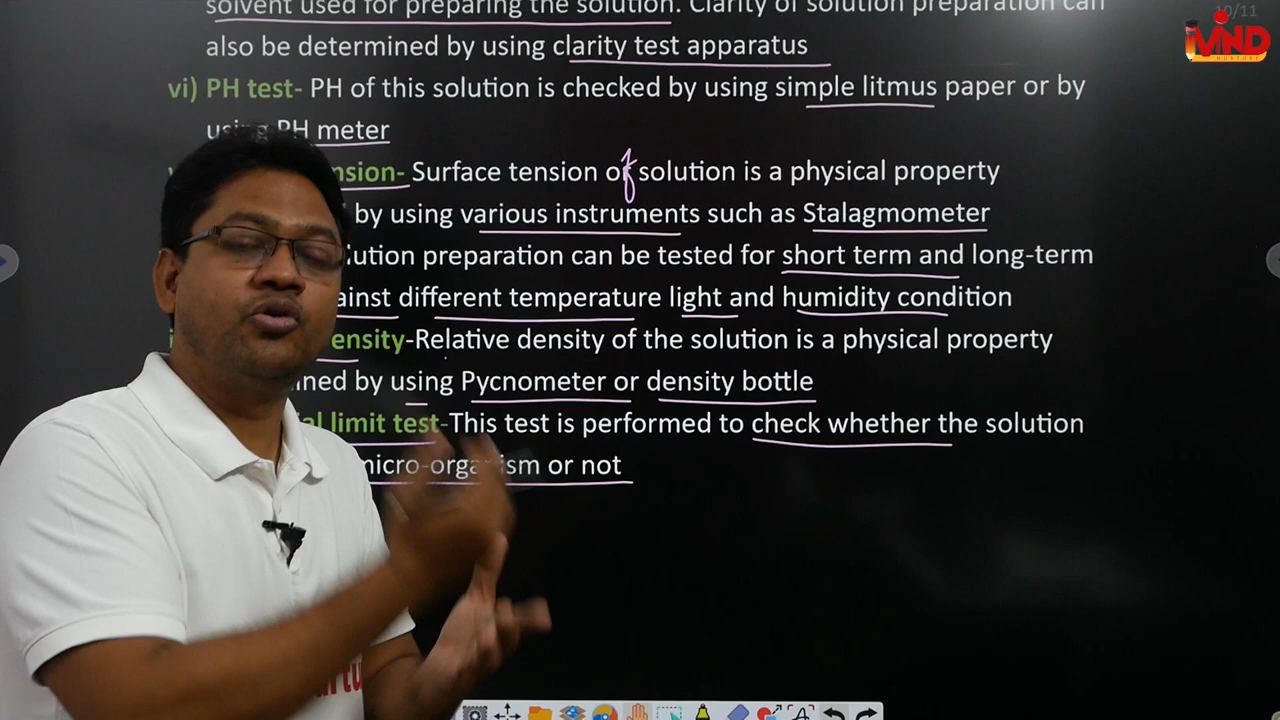 solvent used for preparing the solution. Clarity of solution preparation can
10/11
MIND
NURTURE
also be determined by using clarity test apparatus
vi) PH test- PH of this solution is checked by using simple litmus paper or by
using PH meter
nsion- Surface tension of solution is a physical property
by using various instruments such as Stalagmometer
lution preparation can be tested for short term and long-term
ainst different temperature light and humidity condition
ensity-Relative density of the solution is a physical property
ned by using Pycnometer or density bottle
al limit test-This test is performed to check whether the solution
micro-organism or not